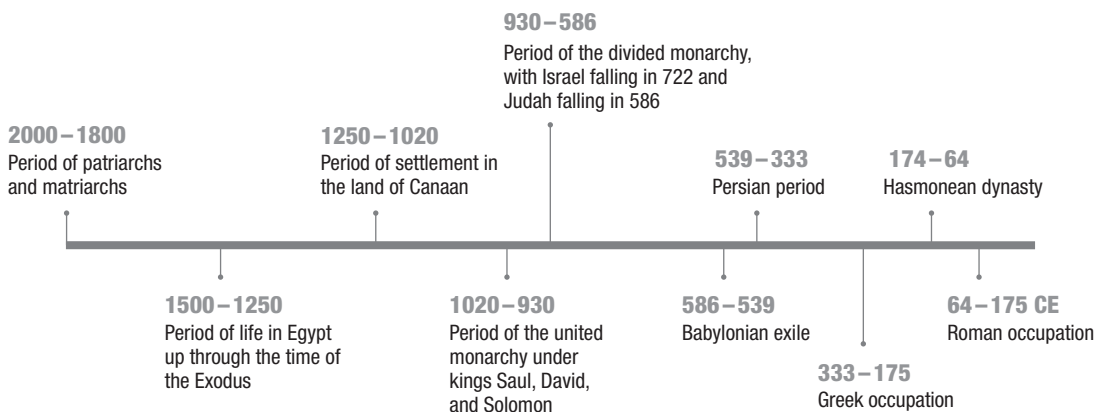 930–586
Period of the divided monarchy,
with Israel falling in 722 and
Judah falling in 586
2000–1800
Period of patriarchs
and matriarchs
1250–1020
Period of settlement in
the land of Canaan
539–333
Persian period
174–64
Hasmonean dynasty
1500–1250
Period of life in Egypt
up through the time of
the Exodus
1020–930
Period of the united
monarchy under
kings Saul, David,
and Solomon
586–539
Babylonian exile
333–175
Greek occupation
64–175 CE
Roman occupation